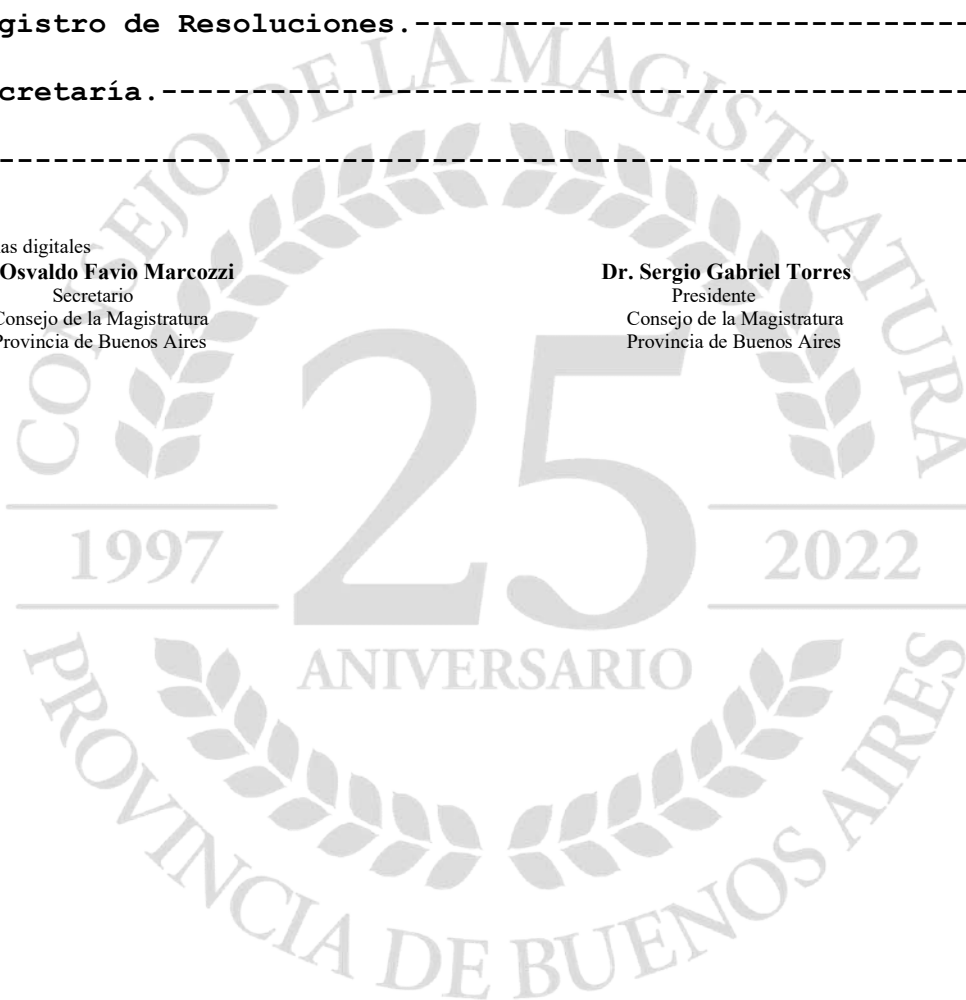 gistro de Resoluciones.-----------------------------------
cretaría.-------------------------------------------------
----------------------------------------------------------
as digitales
Osvaldo Favio Marcozzi
Secretario
Consejo de la Magistratura
Provincia de Buenos Aires
Dr. Sergio Gabriel Torres
Presidente
Consejo de la Magistratura
Provincia de Buenos Aires
CONSEJO DE LA MAGISTRATURA
25
1997
2022
ANIVERSARIO
PROVINCIA DE BUENOS AIRES